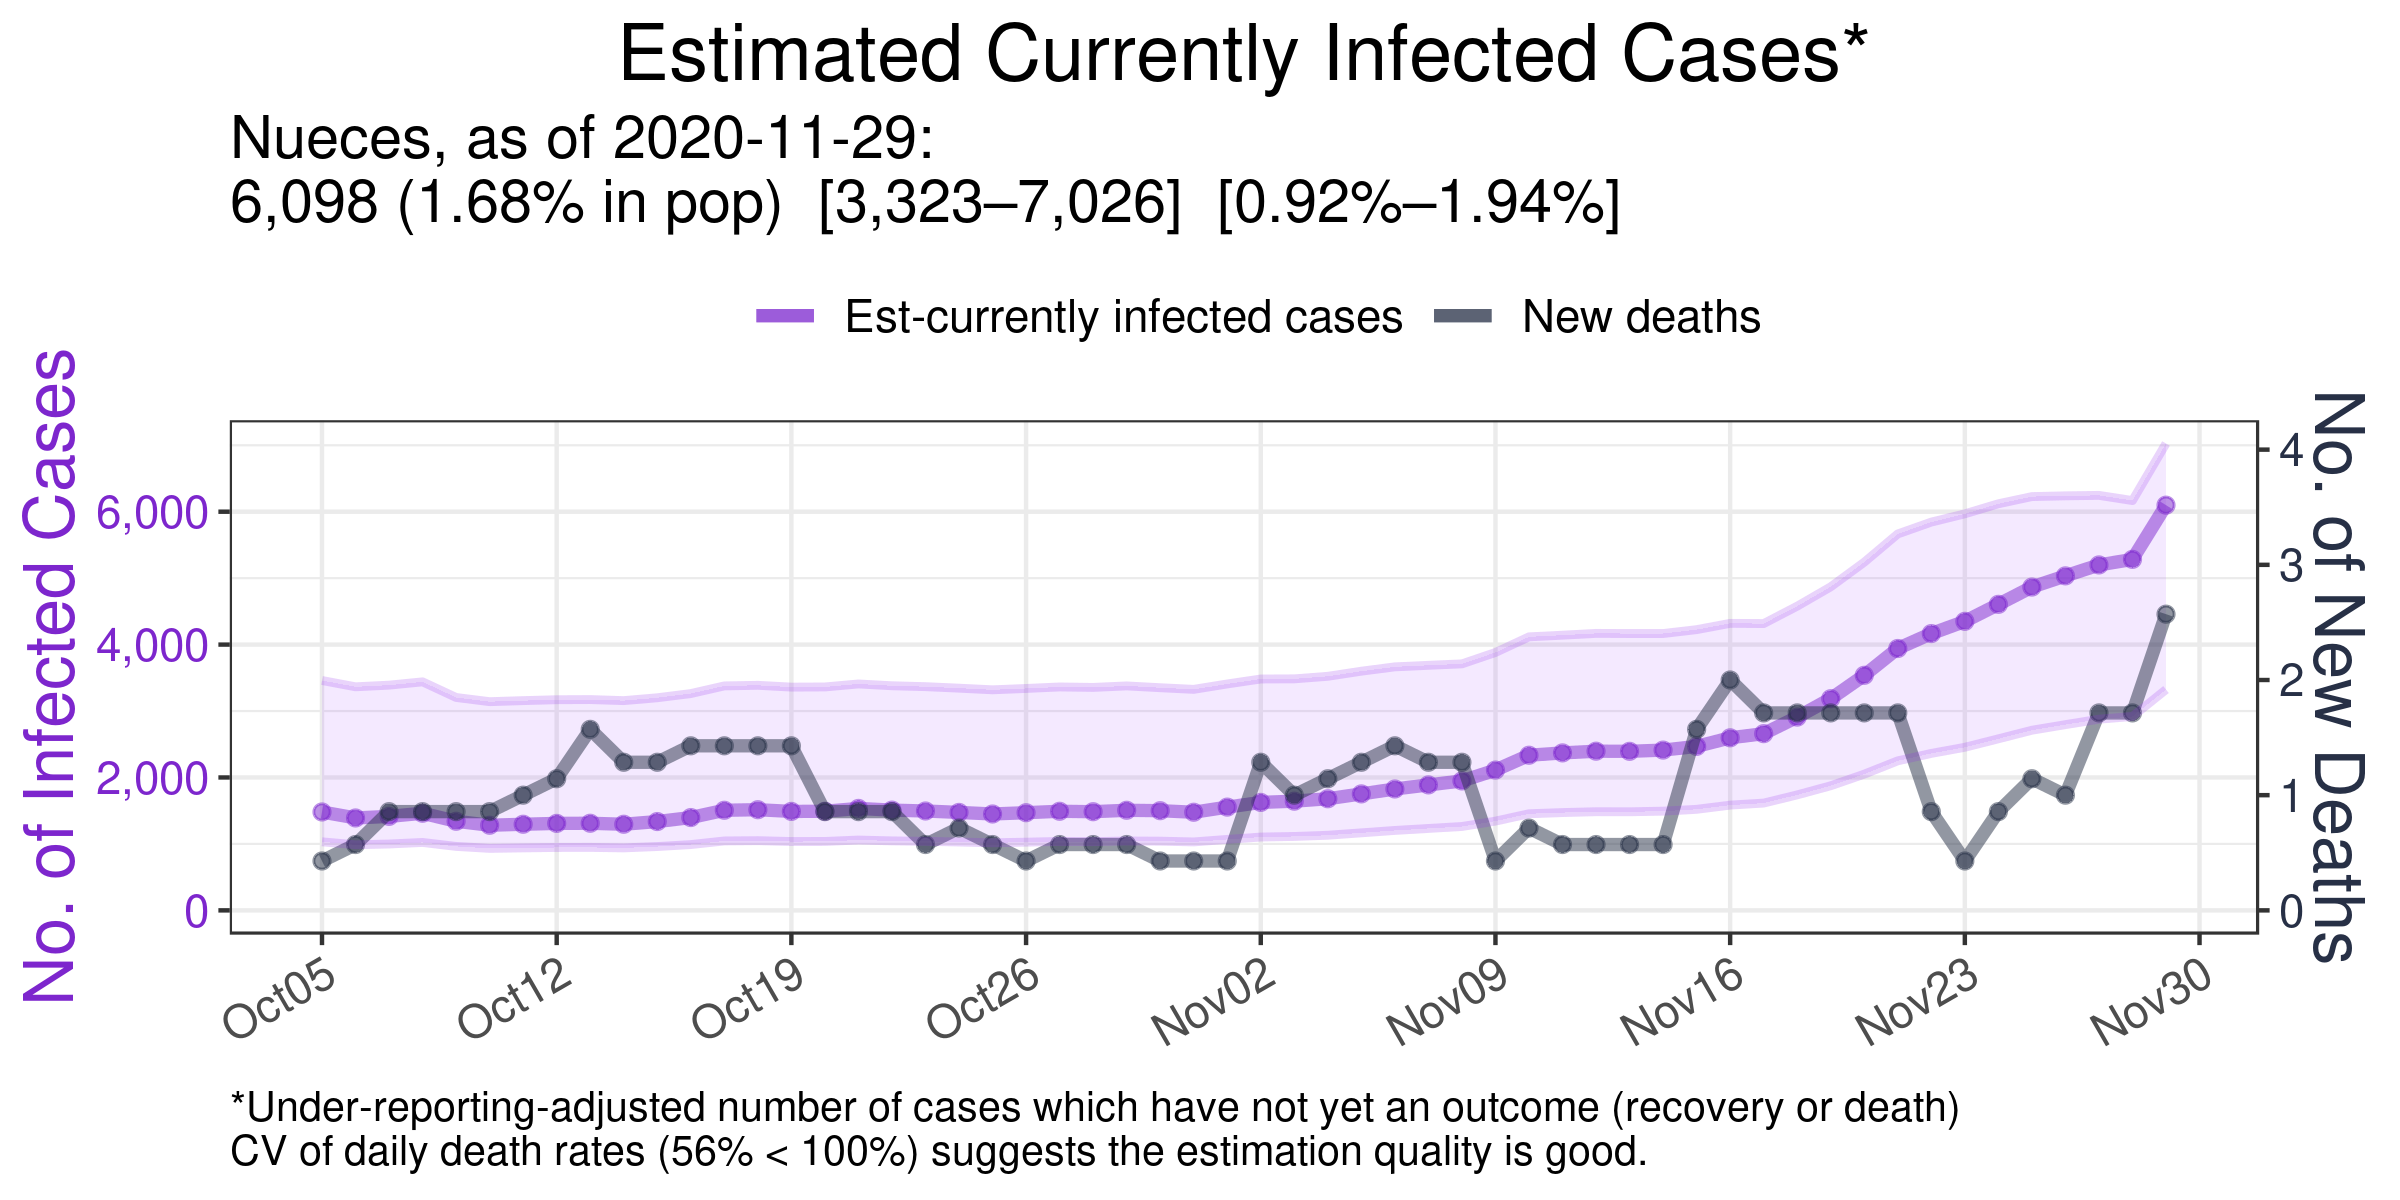 Estimated Currently Infected Cases*
Nueces, as of 2020-11-29:
6,098 (1.68% in pop)  [3,323–7,026]  [0.92%–1.94%]
Est-currently infected cases
New deaths
No. of Infected Cases
6,000
4,000
2,000
0
4
3
2
1
0
No. of New Deaths
Oct05
Oct12
Oct19
Oct26
Nov02
Nov09
Nov16
Nov23
Nov30
*Under-reporting-adjusted number of cases which have not yet an outcome (recovery or death)
CV of daily death rates (56% < 100%) suggests the estimation quality is good.